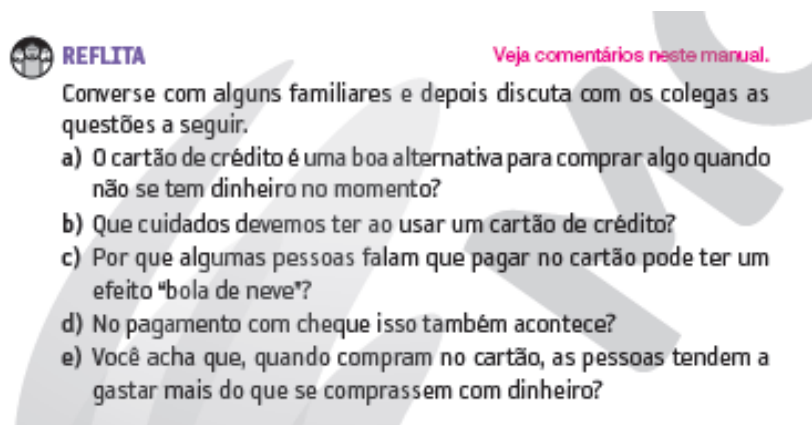 REFLITA
Veja comentários neste manual.
Converse com alguns familiares e depois discuta com os colegas as
questões a seguir.
a) O cartão de crédito é uma boa alternativa para comprar algo quando
não se tem dinheiro no momento?
b) Que cuidados devemos ter ao usar um cartão de crédito?
c) Por que algumas pessoas falam que pagar no cartão pode ter um
efeito "bola de neve"?
d) No pagamento com cheque isso também acontece?
e) Você acha que, quando compram no cartão, as pessoas tendem a
gastar mais do que se comprassem com dinheiro?